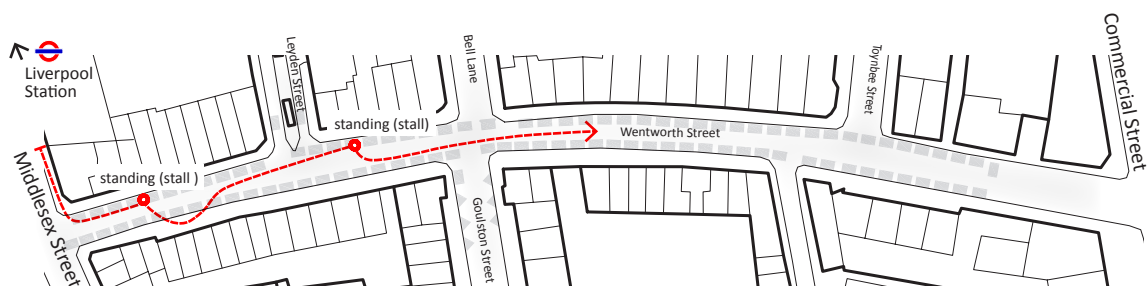 Liverpool
Station
Middlesex Street
standing (stall )
Leyden Street
standing (stall)
Bell Lane
Goulston Street
Wentworth Street
Toynbee Street
Commercial Street